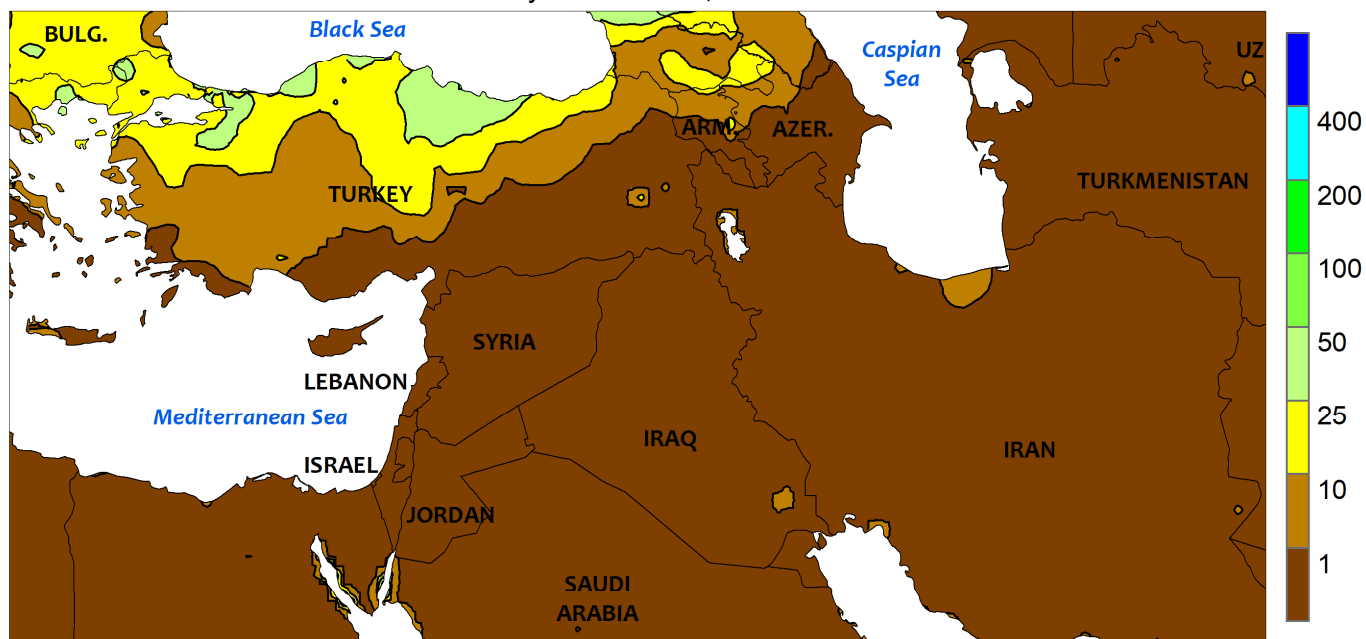 BULG.
Black Sea
Caspian
Sea
UZ
400
ARM.
AZER.
TURKEY
TURKMENISTAN
200
100
SYRIA
50
LEBANON
Mediterranean Sea
25
IRAQ
IRAN
ISRAEL
10
JORDAN
1
SAUDI
ARABIA